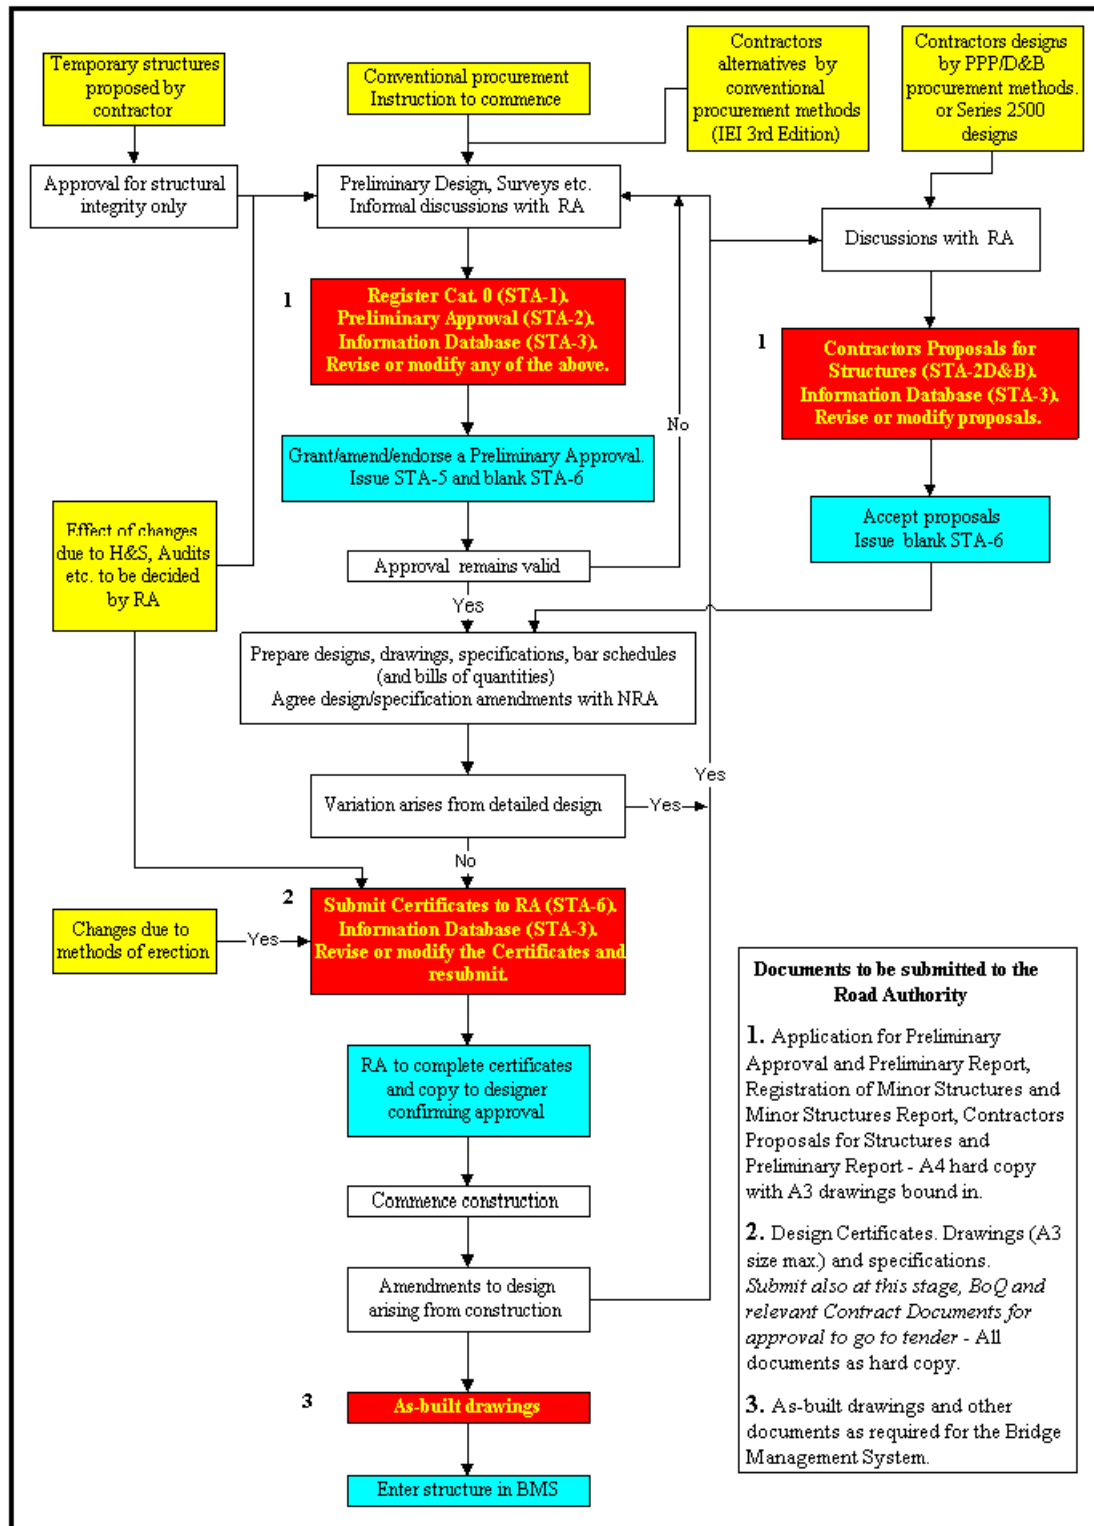 Temporary structures
proposed by
contractor
Conventional procurement
Instruction to commence
Contractors
alternatives by
conventional
procurement methods
(IEI 3rd Edition)
Contractors designs
by PPP/D&B
procurement methods.
or Series 2500
designs
Approval for structural
integrity only
Preliminary Design, Surveys etc.
Informal discussions with RA
Discussions with RA
1
Register Cat. 0 (STA-1).
Preliminary Approval (STA-2).
Information Database (STA-3).
Revise or modify any of the above.
1
Contractors Proposals for
Structures (STA-2D&B).
Information Database (STA-3).
Revise or modify proposals.
No
Grant/amend/endorse a Preliminary Approval.
Issue STA-5 and blank STA-6
Accept proposals
Issue blank STA-6
Effect of changes
due to H&S, Audits
etc. to be decided
by RA
Approval remains valid
Yes
Prepare designs, drawings, specifications, bar schedules
(and bills of quantities)
Agree design/specification amendments with NRA
Yes
Variation arises from detailed design
Yes
No
2
Submit Certificates to RA (STA-6).
Information Database (STA-3).
Revise or modify the Certificates and
resubmit.
Changes due to
methods of erection
Yes
RA to complete certificates
and copy to designer
confirming approval
Commence construction
Amendments to design
arising from construction
3
As-built drawings
Enter structure in BMS
Documents to be submitted to the
Road Authority
1. Application for Preliminary
Approval and Preliminary Report,
Registration of Minor Structures and
Minor Structures Report, Contractors
Proposals for Structures and
Preliminary Report - A4 hard copy
with A3 drawings bound in.
2. Design Certificates. Drawings (A3
size max.) and specifications.
Submit also at this stage, BoQ and
relevant Contract Documents for
approval to go to tender - All
documents as hard copy.
3. As-built drawings and other
documents as required for the Bridge
Management System.